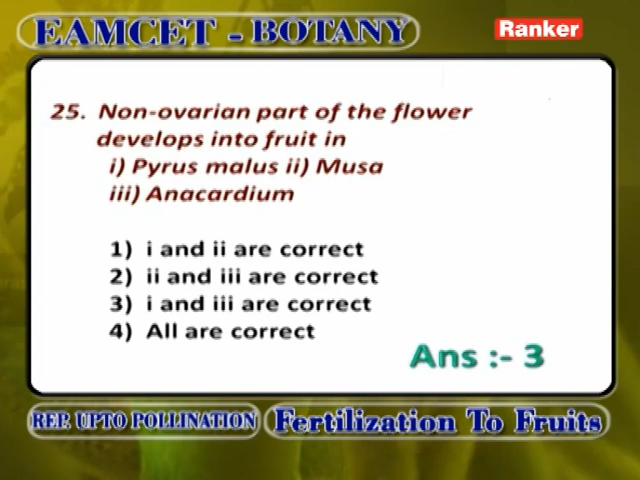 EAMCET - BOTANY
Ranker
25. Non-ovarian part of the flower
develops into fruit in
i) Pyrus malus ii) Musa
iii) Anacardium
1) i and ii are correct
2) ii and iii are correct
3) i and iii are correct
4) All are correct
Ans :- 3
REP. UPTO POLLINATION
Fertilization To Fruits